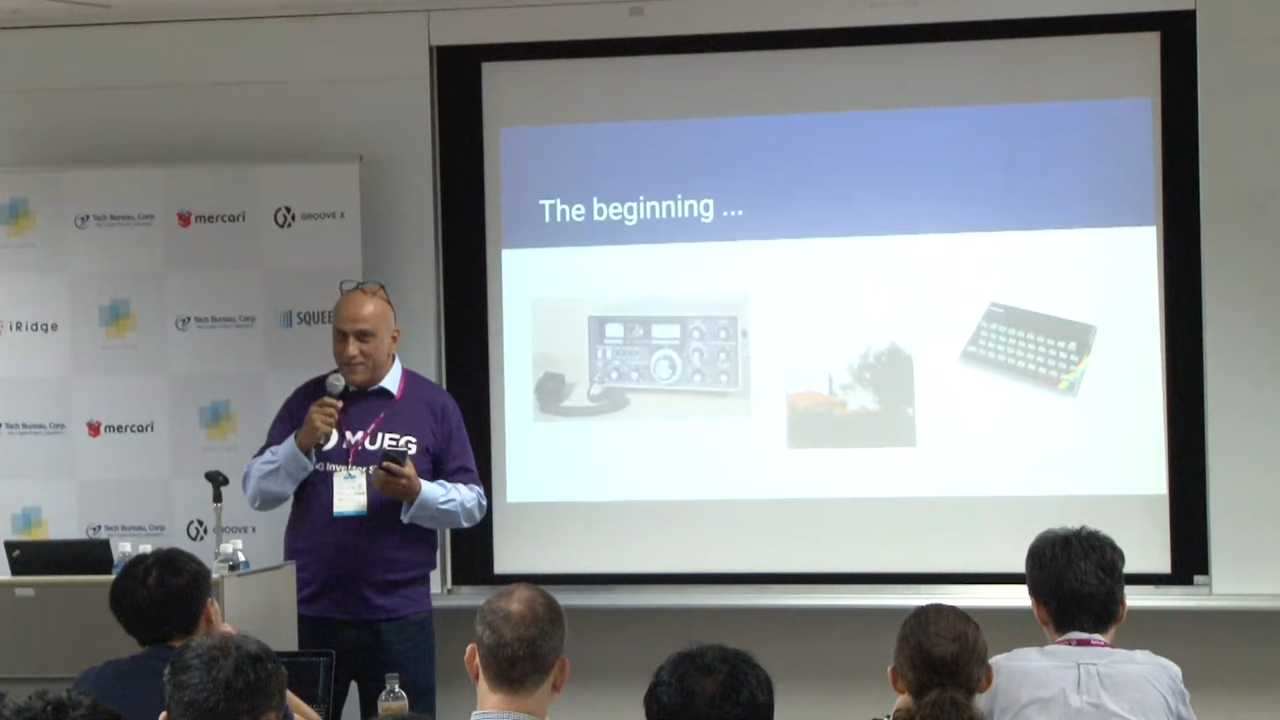 The beginning ...
Tech Bureau, Corp.
mercari
GROOVE X
iRidge
Tech Bureau, Corp.
SQUEE
MUEG
Tech Bureau, Corp.
mercari
Tech Bureau, Corp.
GROOVE X